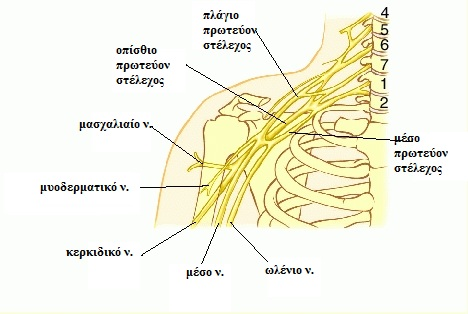 πλάγιο
πρωτεύον
στέλεχος
οπίσθιο
πρωτεύον
στέλεχος
μασχαλιαίο ν.
μυοδερματικό ν.
κερκιδικό ν.
μέσο ν.
ωλένιο ν.
μέσο
πρωτεύον
στέλεχος
4
5
6
7
1
2